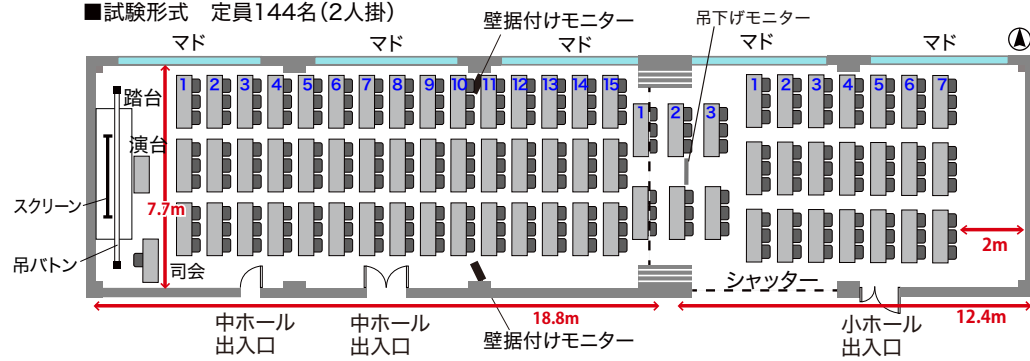 ■試験形式 定員144名(2人掛)
壁据付けモニター
吊下げモニター
マド
マド
マド
マド
マド
踏台
演台
スクリーン
吊バトン
司会
1 2 3 4 5 6 7 8 9 10 11 12 13 14 15
1 2 3
1 2 3 4 5 6 7
7.7m
2m
シャッター
18.8m
12.4m
中ホール
出入口
中ホール
出入口
壁据付けモニター
小ホール
出入口